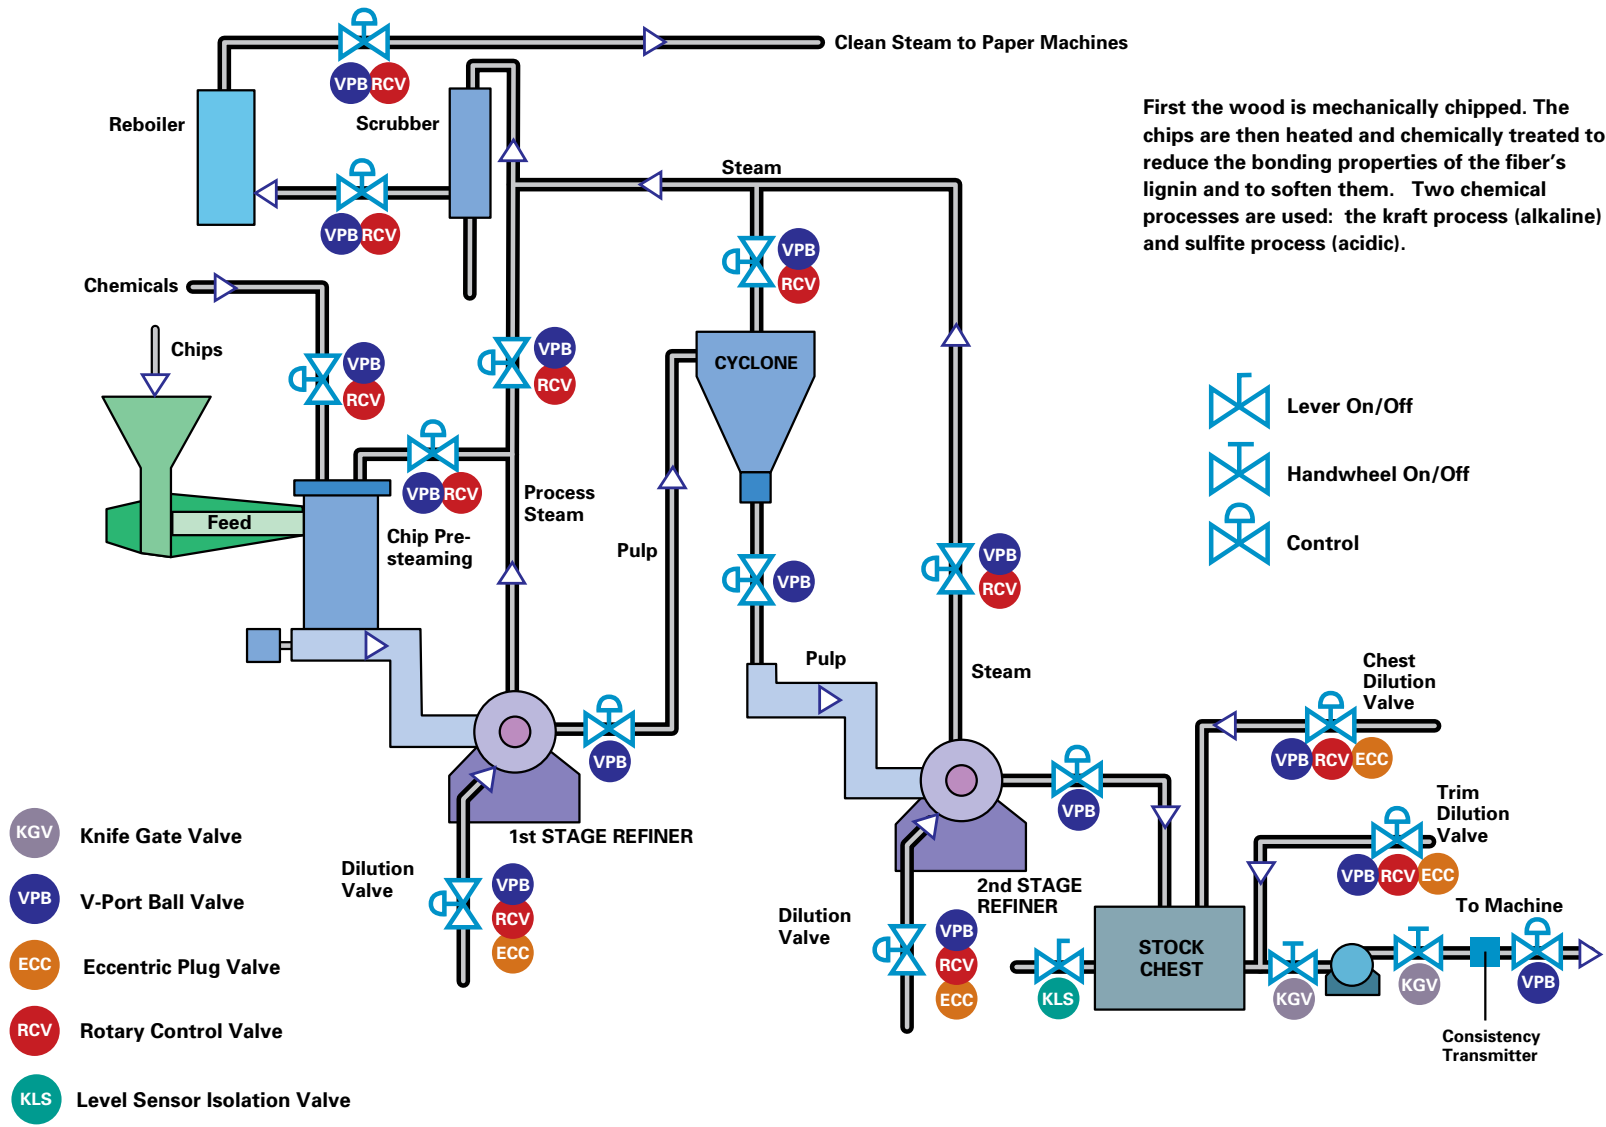 Clean Steam to Paper Machines
VPB
RCV
Reboiler
Scrubber
First the wood is mechanically chipped. The
chips are then heated and chemically treated to
reduce the bonding properties of the fiber's
lignin and to soften them.   Two chemical
processes are used:  the kraft process (alkaline)
and sulfite process (acidic).
Steam
VPB
RCV
VPB
RCV
Chemicals
Chips
VPB
RCV
VPB
RCV
CYCLONE
Lever On/Off
Handwheel On/Off
Control
VPB
RCV
Process
Steam
Feed
Chip Pre-
steaming
Pulp
VPB
VPB
RCV
Pulp
Steam
Chest
Dilution
Valve
VPB
RCV
ECC
VPB
VPB
1st STAGE REFINER
Trim
Dilution
Valve
VPB
RCV
ECC
Dilution
Valve
VPB
RCV
ECC
2nd STAGE
REFINER
Dilution
Valve
VPB
RCV
ECC
To Machine
STOCK
CHEST
KLS
KGV
KGV
VPB
Consistency
Transmitter
KGV
Knife Gate Valve
VPB
V-Port Ball Valve
ECC
Eccentric Plug Valve
RCV
Rotary Control Valve
KLS
Level Sensor Isolation Valve